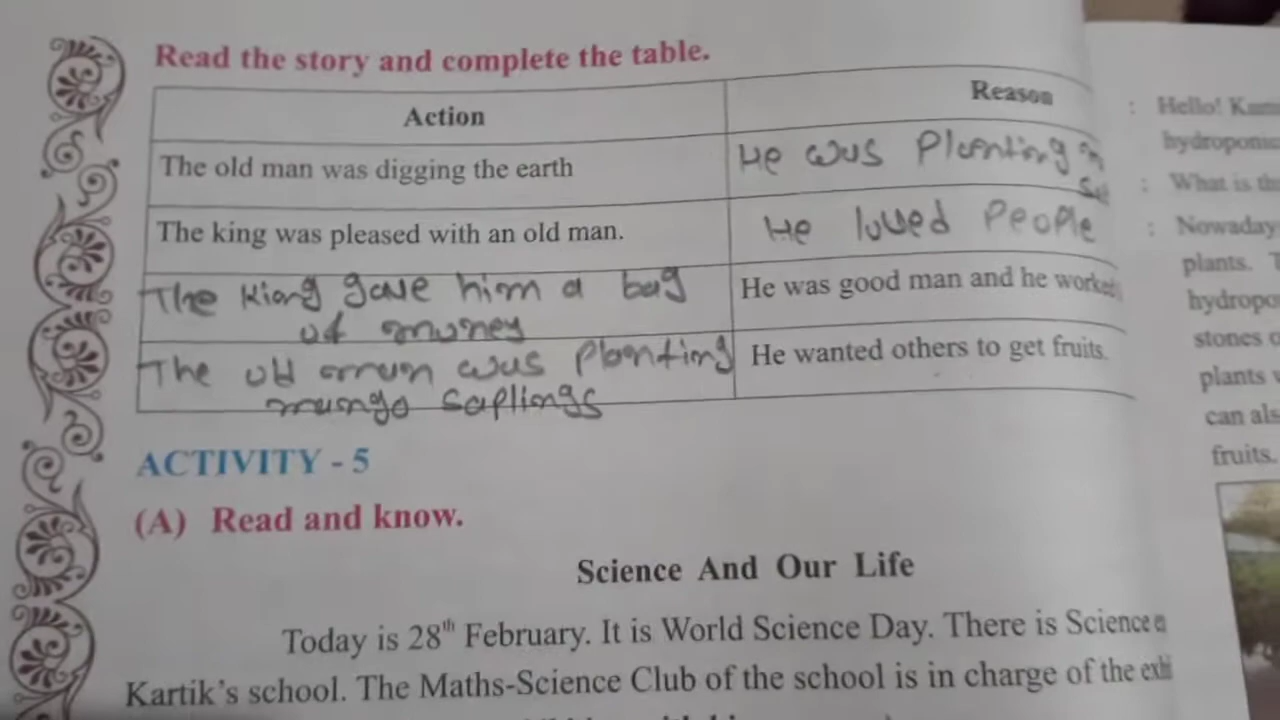 Read the story and complete the table.
Action Reason
The old man was digging the earth He was Planting
The king was pleased with an old man. He loved People
The King gave him a bag He was good man and he worked
of money
The old man was Planting He wanted others to get fruits.
mango saplings
ACTIVITY - 5
(A) Read and know.
Science And Our Life
Today is 28th February. It is World Science Day. There is Science
Kartik's school. The Maths-Science Club of the school is in charge of the
: Hello!
: What is
: Nowaday
plants.
stones
plants
can
fruits.